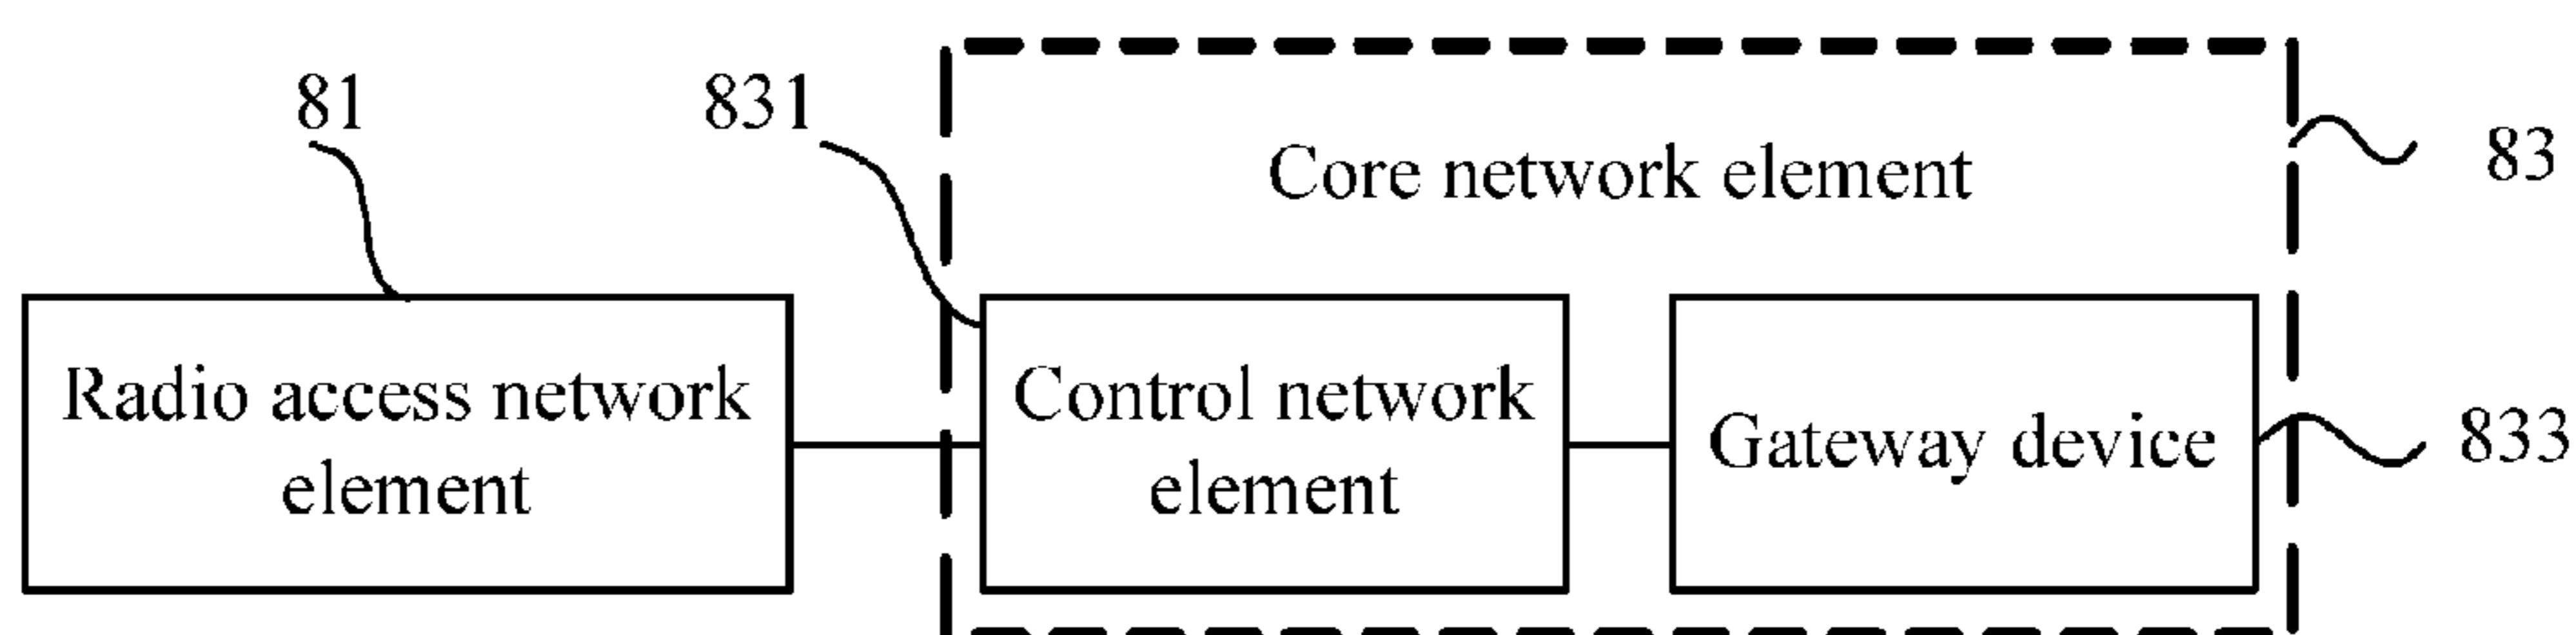 81
831
Core network element
83
Radio access network
element
Control network
element
Gateway device
833